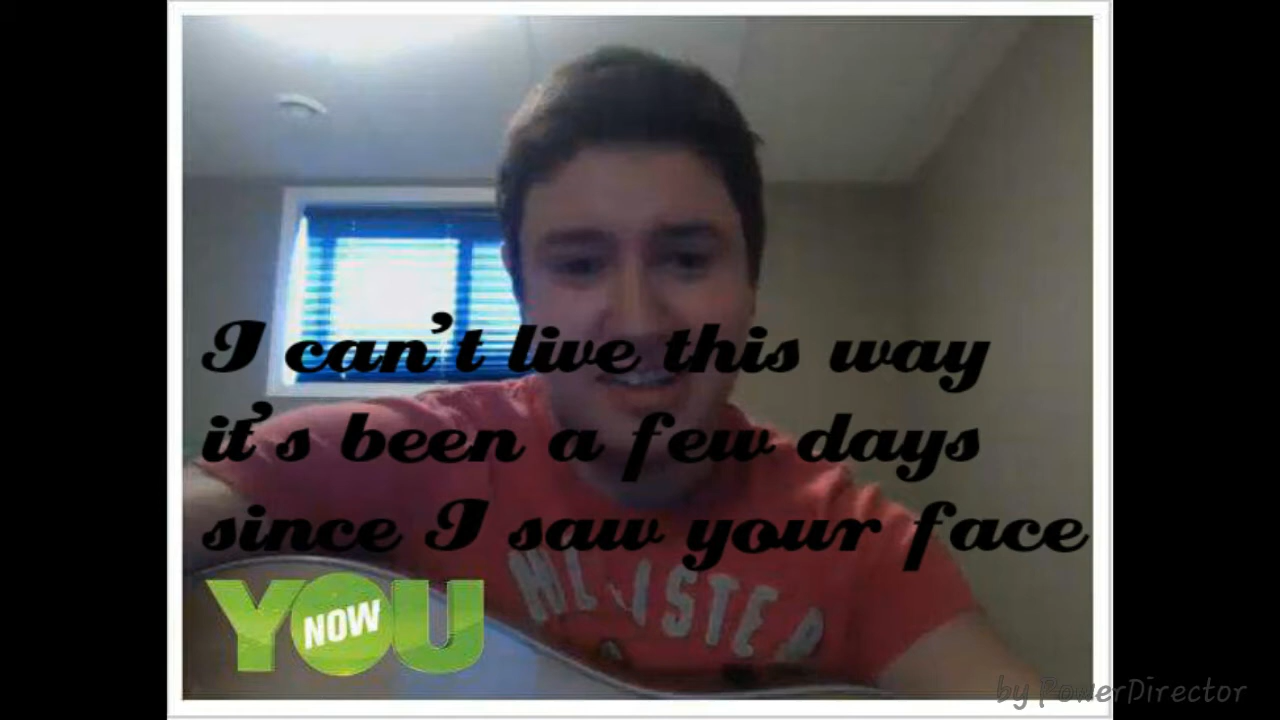 I can't live this way
it's been a few days
since I saw your face
YOU
NOW
HOLLISTER
by PowerDirector